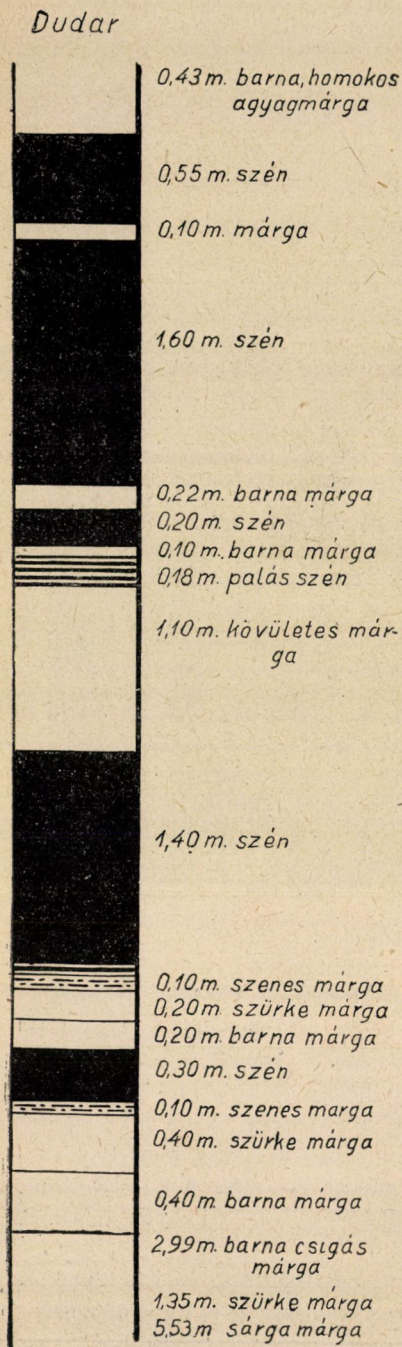 Dudar
0,43 m. barna, homokos
agyagmárga
0,55 m. szén
0,10 m. márga
1,60 m. szén
0,22 m. barna márga
0,20 m. szén
0,10 m. barna márga
0,18 m. palás szén
1,10 m. kövületes már-
ga
1,40 m. szén
0,10 m. szenes márga
0,20 m. szürke márga
0,20 m. barna márga
0,30 m. szén
0,10 m. szenes marga
0,40 m. szürke márga
0,40 m. barna márga
2,99 m. barna csigás
márga
1,35 m. szürke márga
5,53 m sárga márga